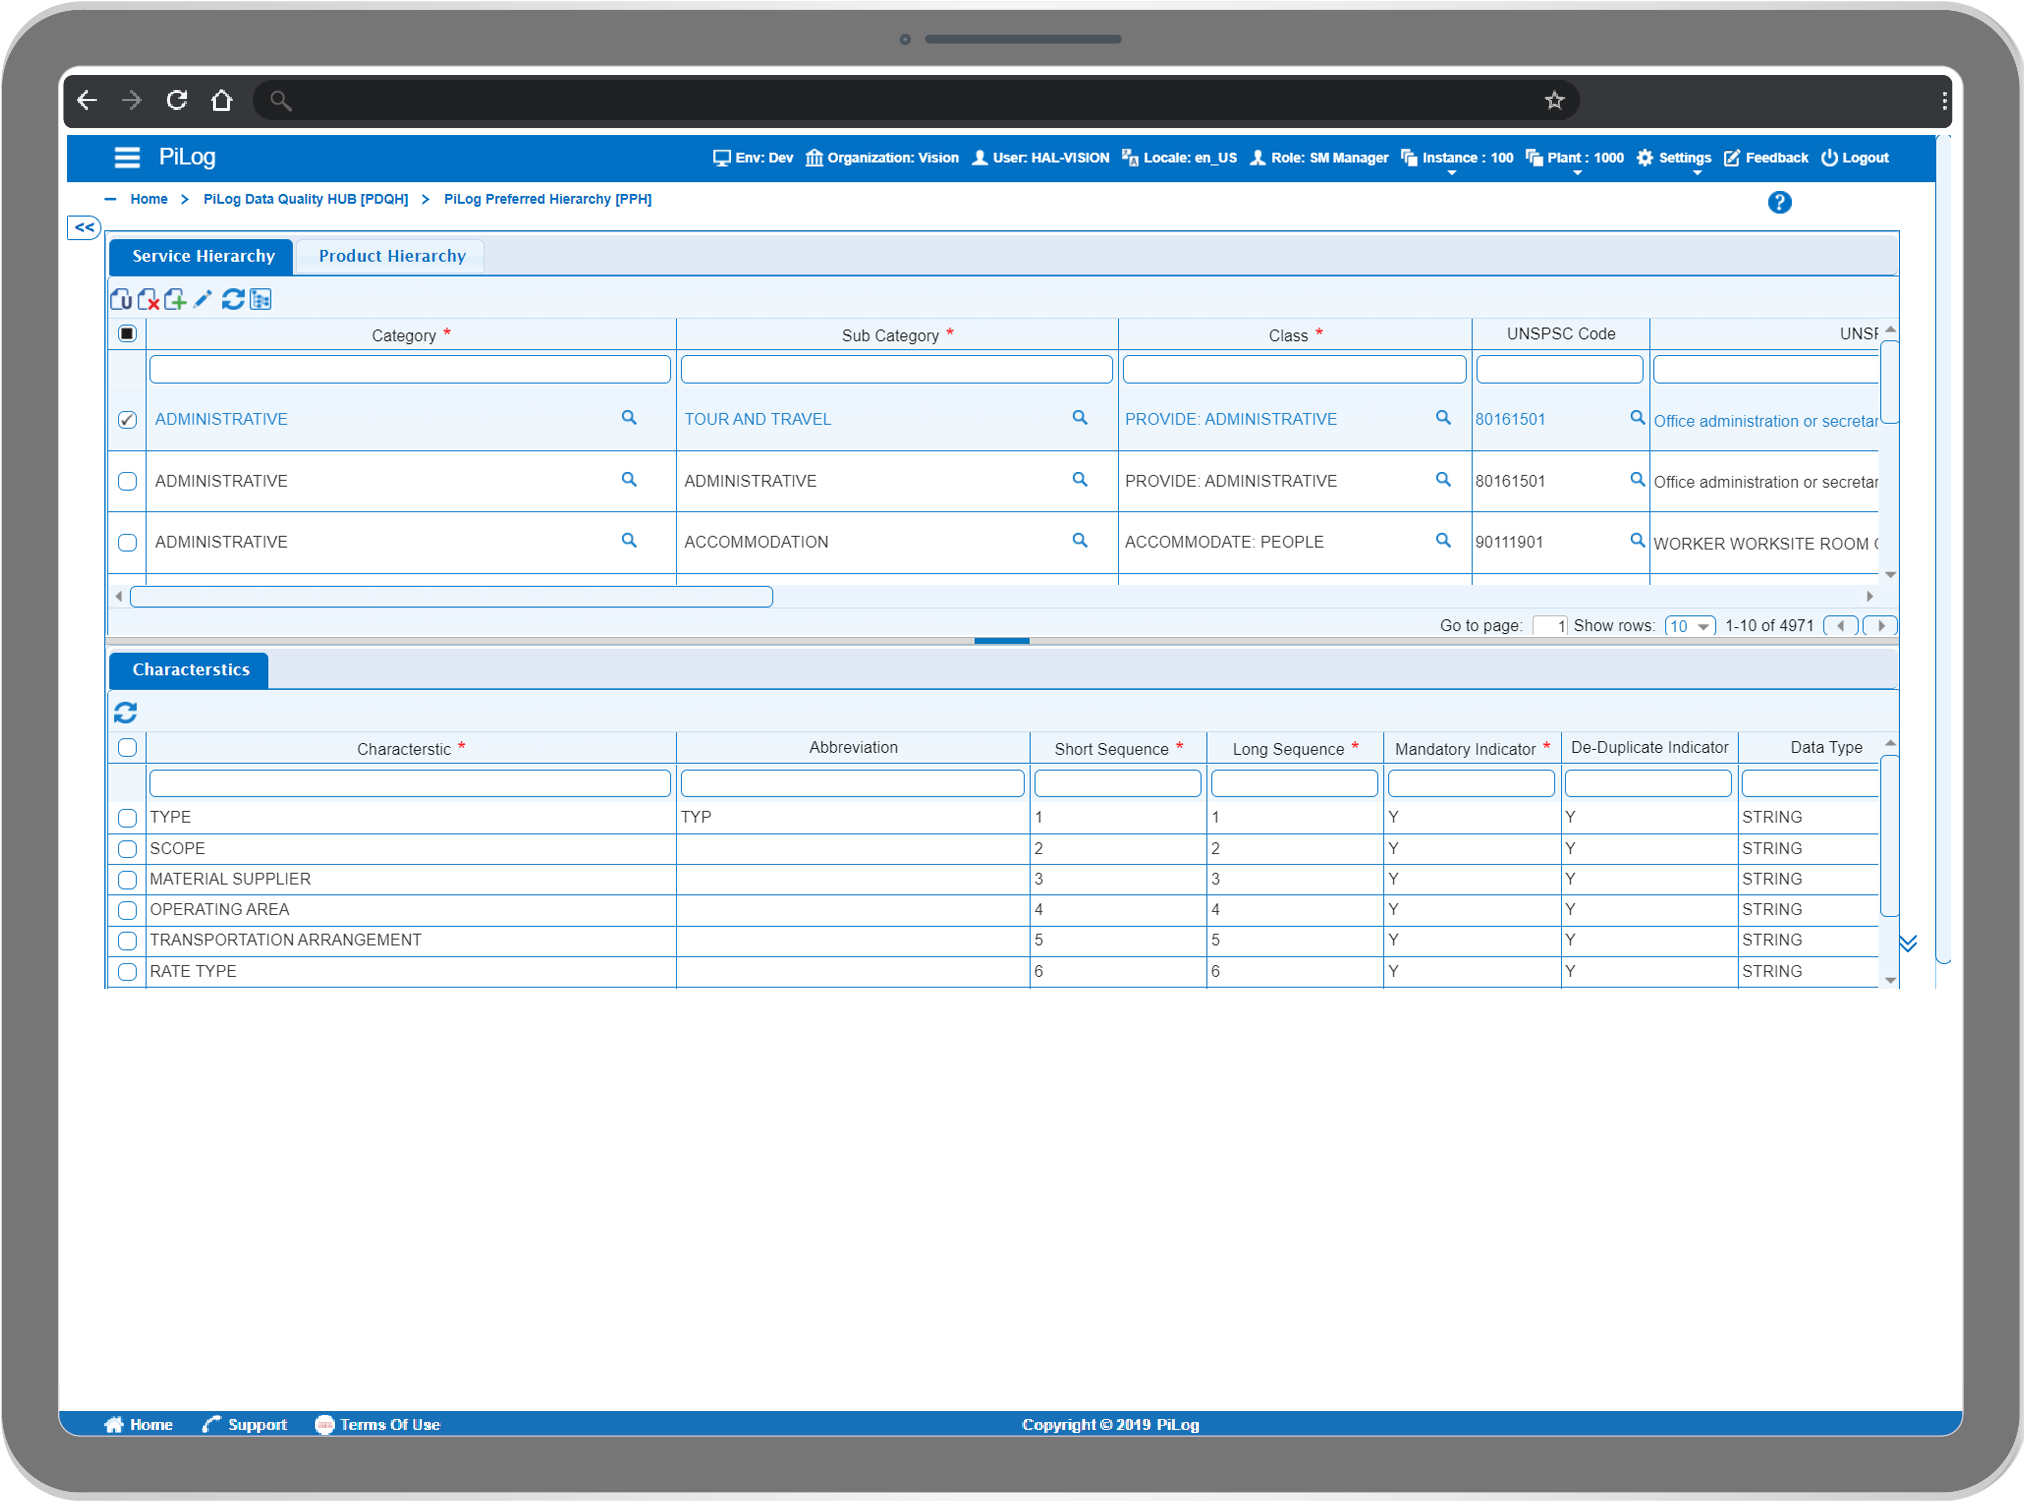 PiLog Env: Dev Organization: Vision User: HAL-VISION Locale: en_US Role: SM Manager Instance : 100 Plant : 1000 Settings Feedback Logout
Home > PiLog Data Quality HUB [PDQH] > PiLog Preferred Hierarchy [PPH] ?
<<
Service Hierarchy Product Hierarchy
Category * Sub Category * Class * UNSPSC Code UNSP
ADMINISTRATIVE TOUR AND TRAVEL PROVIDE: ADMINISTRATIVE 80161501 Office administration or secretar
ADMINISTRATIVE ADMINISTRATIVE PROVIDE: ADMINISTRATIVE 80161501 Office administration or secretar
ADMINISTRATIVE ACCOMMODATION ACCOMMODATE: PEOPLE 90111901 WORKER WORKSITE ROOM
Go to page: 1 Show rows: 10 1-10 of 4971
Characterstics
Characterstic * Abbreviation Short Sequence * Long Sequence * Mandatory Indicator * De-Duplicate Indicator Data Type
TYPE TYP 1 1 Y Y STRING
SCOPE 2 2 Y Y STRING
MATERIAL SUPPLIER 3 3 Y Y STRING
OPERATING AREA 4 4 Y Y STRING
TRANSPORTATION ARRANGEMENT 5 5 Y Y STRING
RATE TYPE 6 6 Y Y STRING
Home Support Terms Of Use Copyright © 2019 PiLog